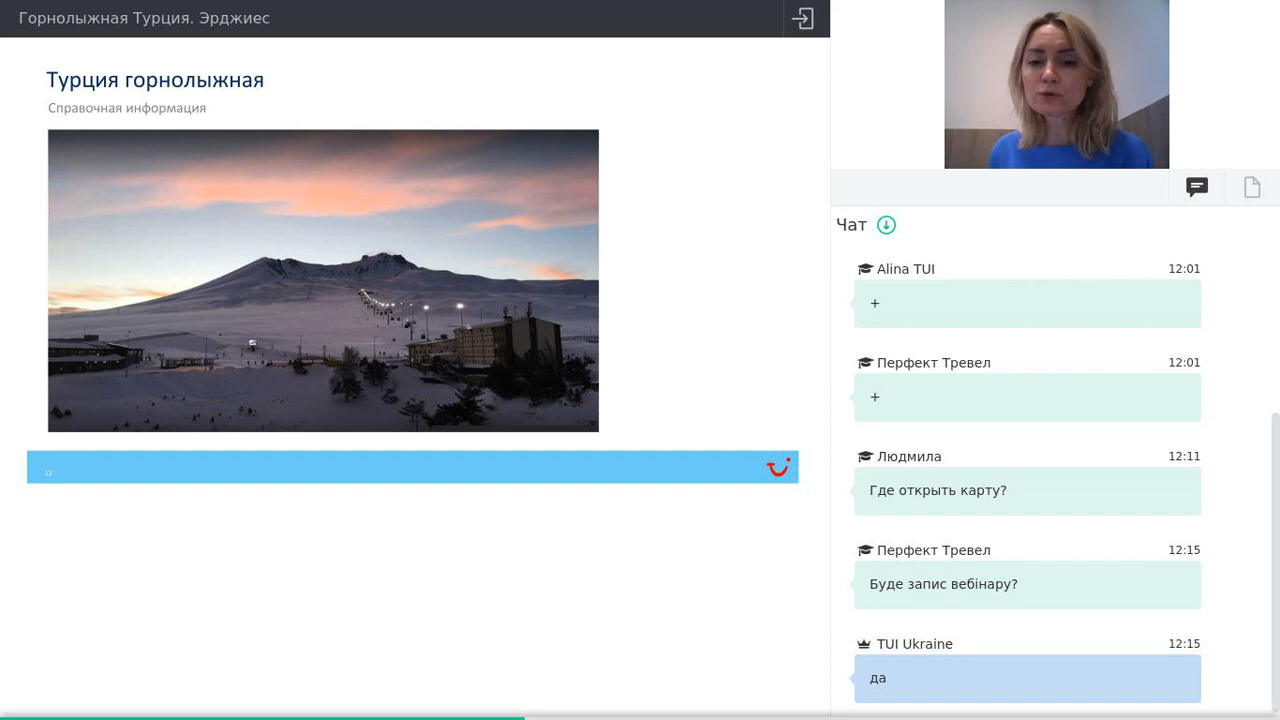 Горнолыжная Турция. Эрджиес
Турция горнолыжная
Справочная информация
12
Чат
Alina TUI 12:01
+
Перфект Тревел 12:01
+
Людмила 12:11
Где открыть карту?
Перфект Тревел 12:15
Буде запис вебінару?
TUI Ukraine 12:15
да